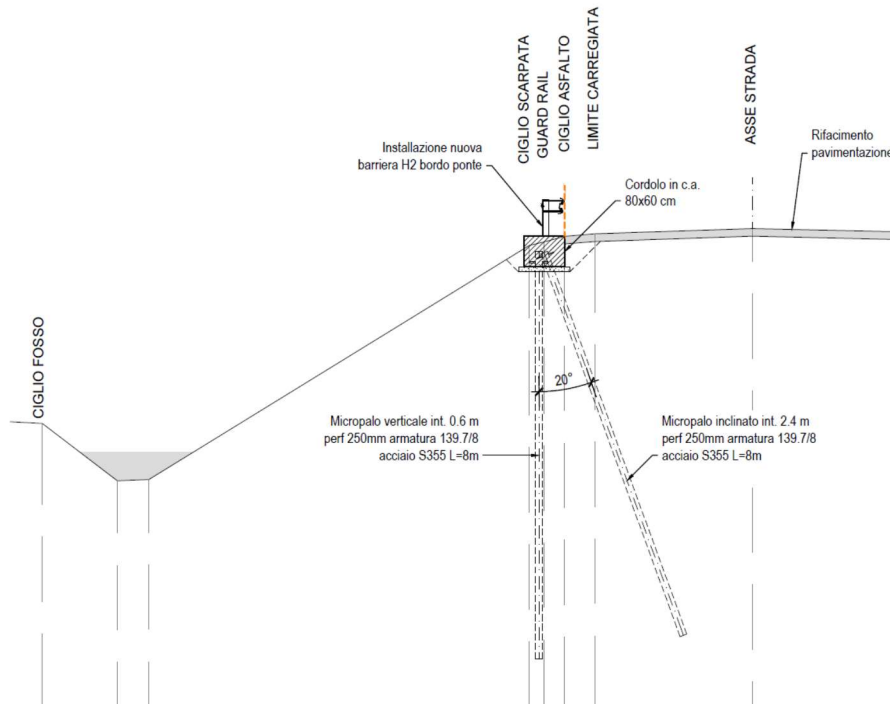 CIGLIO SCARPATA
GUARD RAIL
CIGLIO ASFALTO
LIMITE CARREGIATA
ASSE STRADA
Installazione nuova
barriera H2 bordo ponte
Cordolo in c.a.
80x60 cm
Rifacimento
pavimentazione
CIGLIO FOSSO
20°
Micropalo verticale int. 0.6 m
perf 250mm armatura 139.7/8
acciaio S355 L=8m
Micropalo inclinato int. 2.4 m
perf 250mm armatura 139.7/8
acciaio S355 L=8m